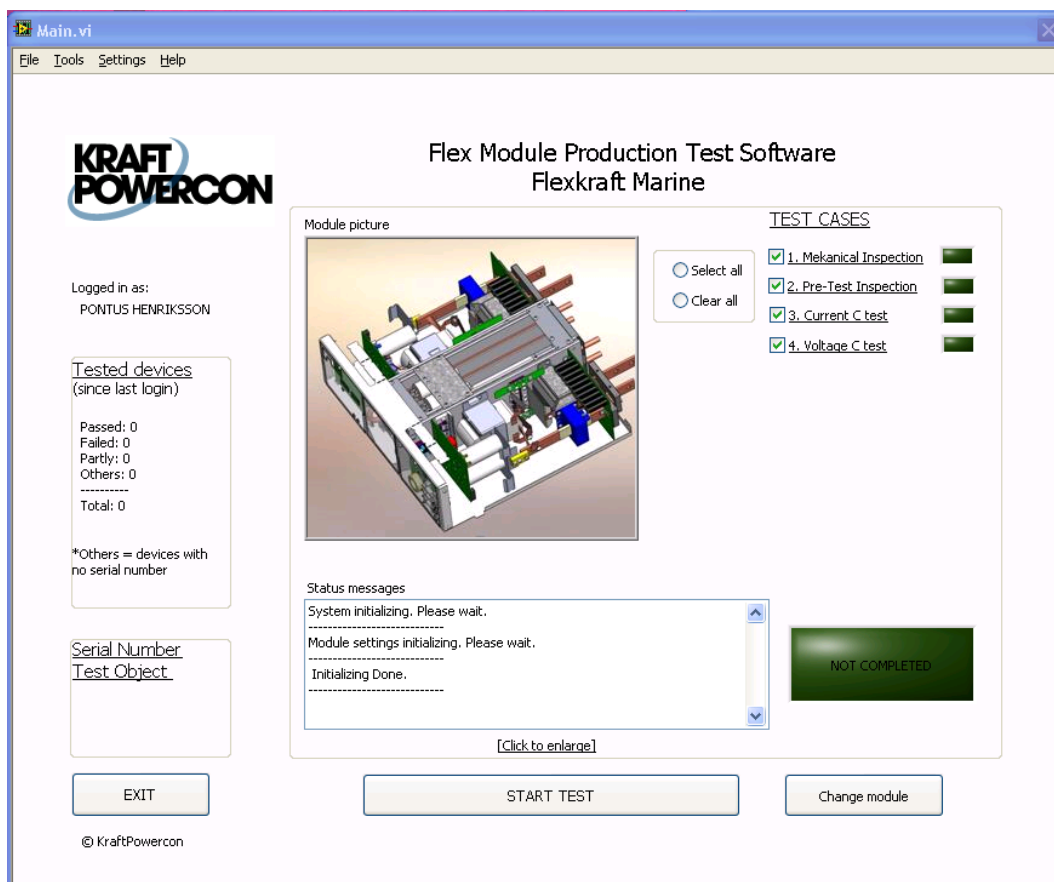 Main.vi
File Tools Settings Help
KRAFT
POWERCON
Flex Module Production Test Software
Flexkraft Marine
Logged in as:
PONTUS HENRIKSSON
Tested devices
(since last login)
Passed: 0
Failed: 0
Partly: 0
Others: 0
----------
Total: 0
*Others = devices with
no serial number
Serial Number
Test Object
Module picture
Select all
Clear all
TEST CASES
1. Mekanical Inspection
2. Pre-Test Inspection
3. Current C test
4. Voltage C test
Status messages
System initializing. Please wait.
---------------------------
Module settings initializing. Please wait.
---------------------------
Initializing Done.
---------------------------
NOT COMPLETED
[Click to enlarge]
EXIT
START TEST
Change module
© KraftPowercon